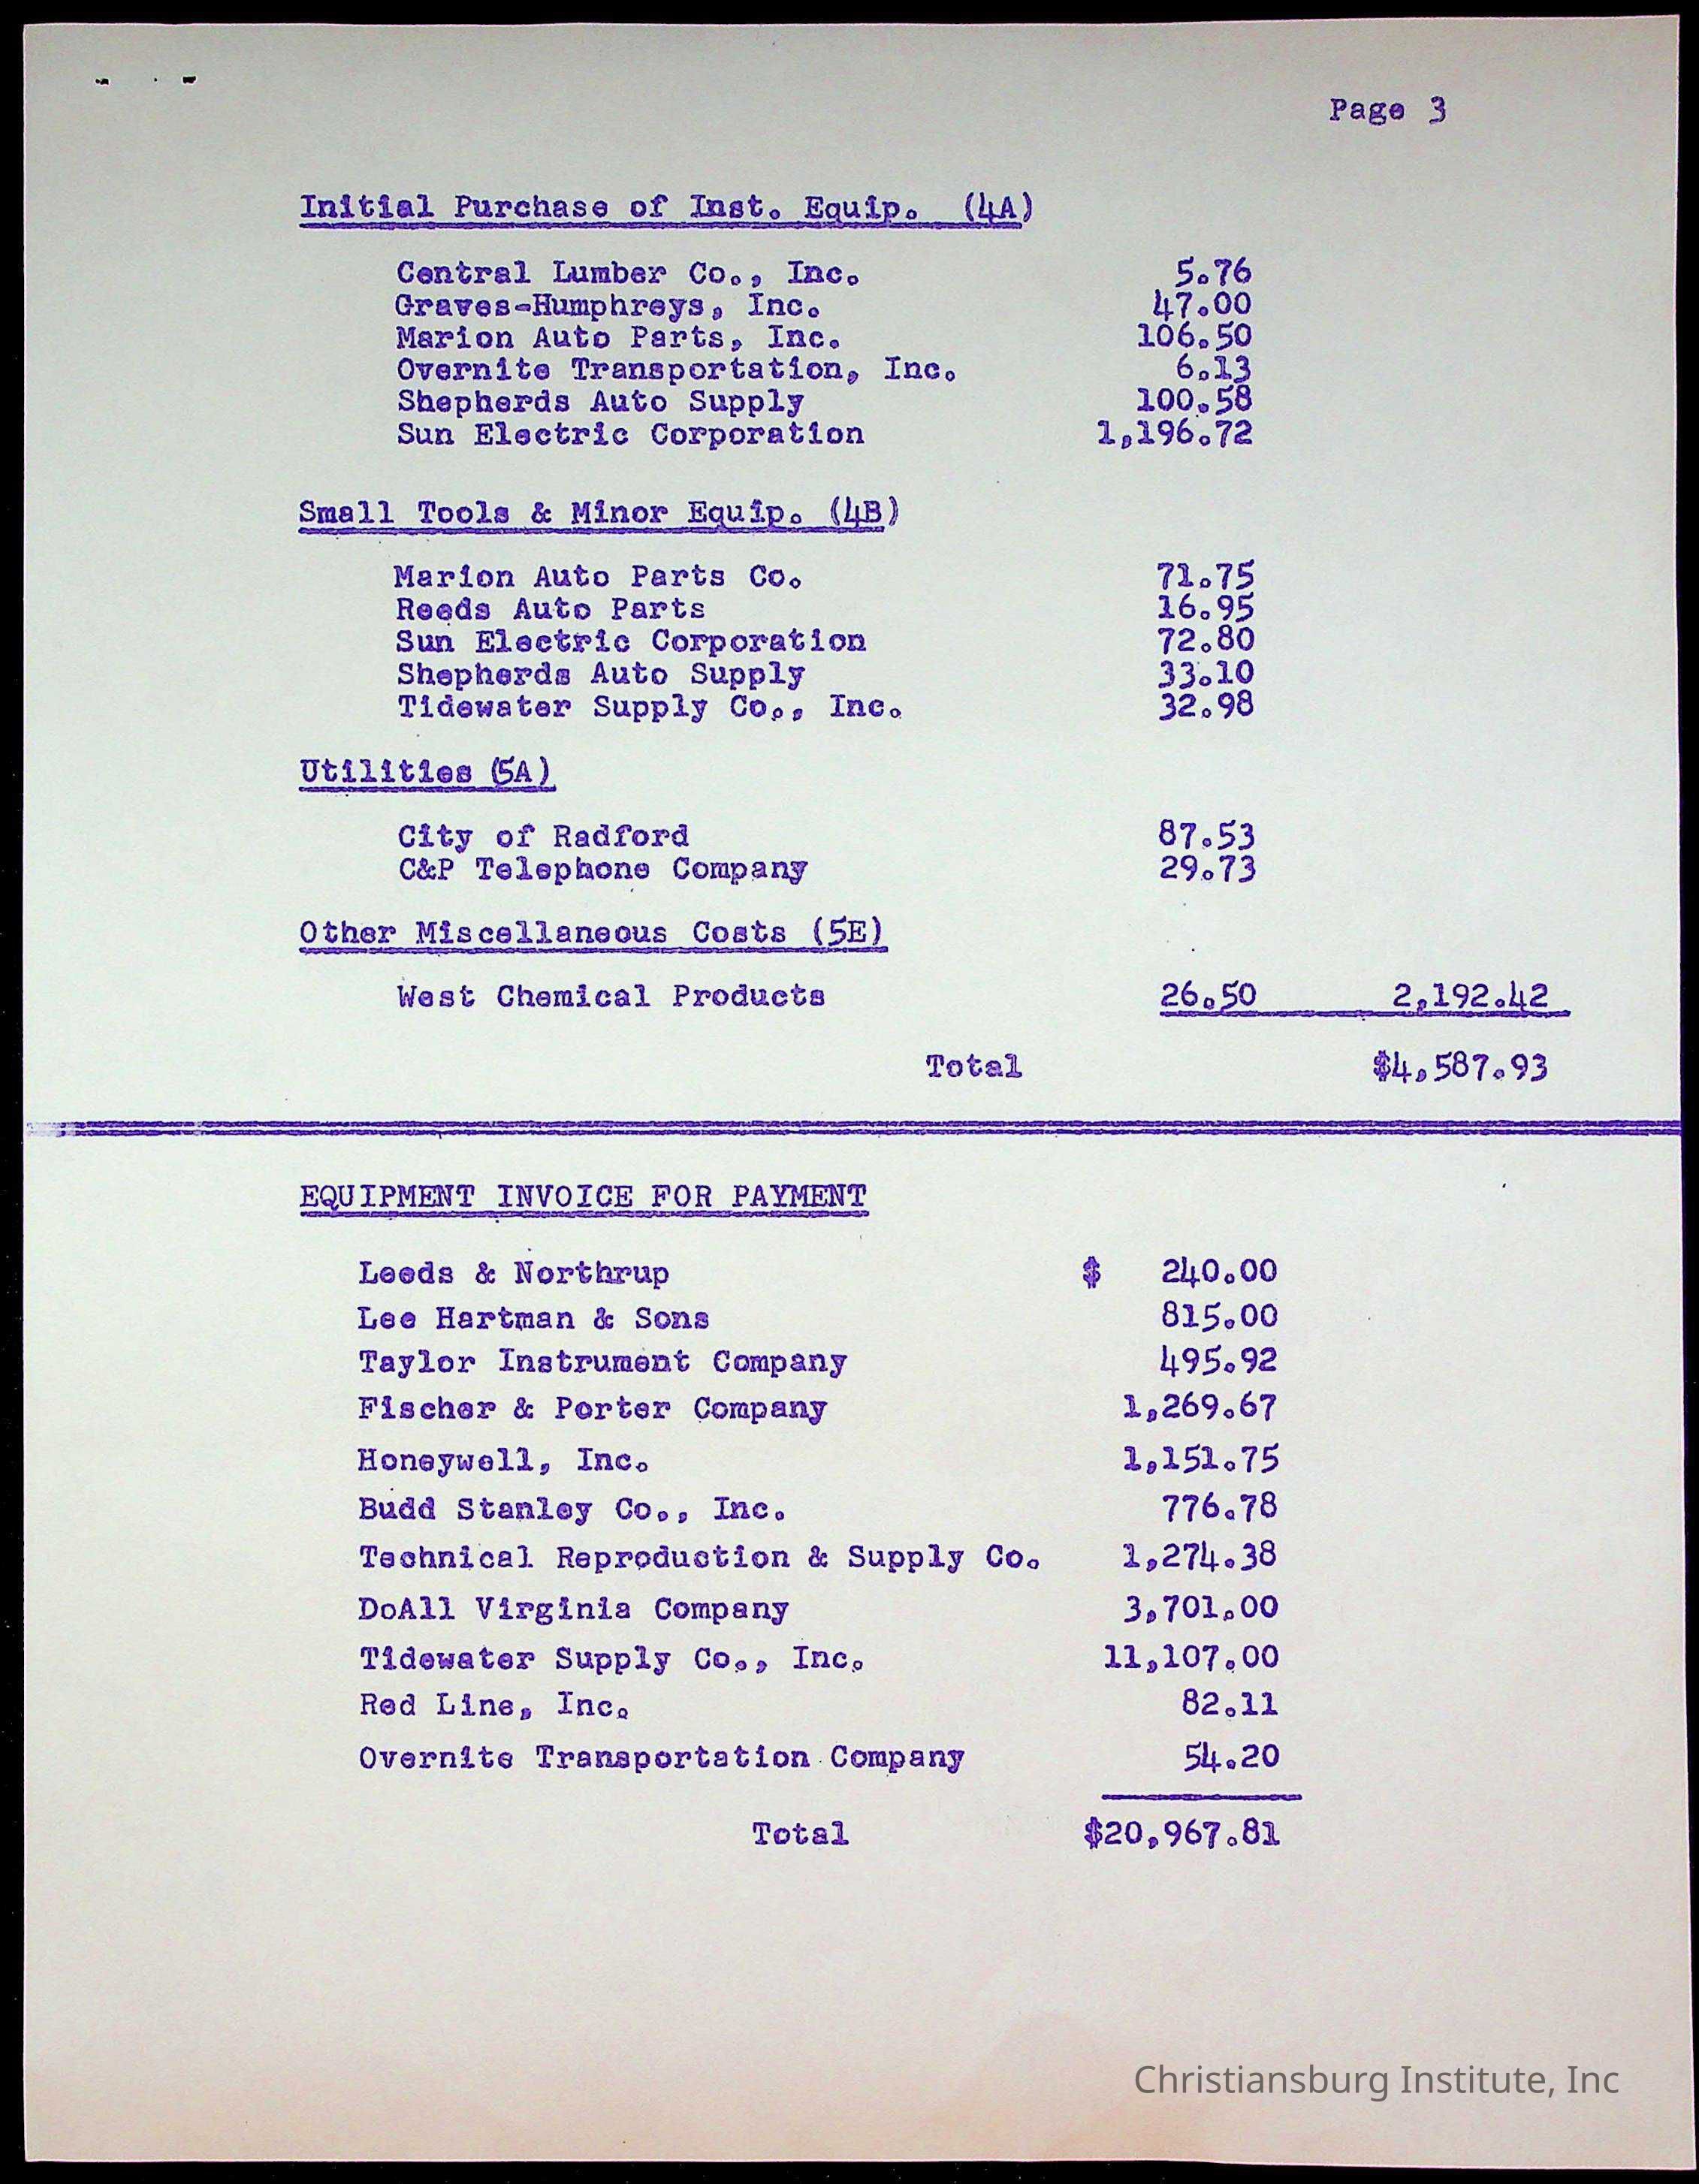 Page 3
Initial Purchase of Inst. Equip. (4A)
Central Lumber Co., Inc. 5.76
Graves-Humphreys, Inc. 47.00
Marion Auto Parts, Inc. 106.50
Overnite Transportation, Inc. 6.13
Shepherds Auto Supply 100.58
Sun Electric Corporation 1,196.72
Small Tools & Minor Equip. (4B)
Marion Auto Parts Co. 71.75
Reeds Auto Parts 16.95
Sun Electric Corporation 72.80
Shepherds Auto Supply 33.10
Tidewater Supply Co., Inc. 32.98
Utilities (5A)
City of Radford 87.53
C&P Telephone Company 29.73
Other Miscellaneous Costs (5E)
West Chemical Products 26.50 2,192.42
Total $4,587.93
EQUIPMENT INVOICE FOR PAYMENT
Leeds & Northrup $ 240.00
Lee Hartman & Sons 815.00
Taylor Instrument Company 495.92
Fischer & Porter Company 1,269.67
Honeywell, Inc. 1,151.75
Budd Stanley Co., Inc. 776.78
Technical Reproduction & Supply Co. 1,274.38
DoAll Virginia Company 3,701.00
Tidewater Supply Co., Inc. 11,107.00
Red Line, Inc. 82.11
Overnite Transportation Company 54.20
Total $20,967.81
Christiansburg Institute, Inc